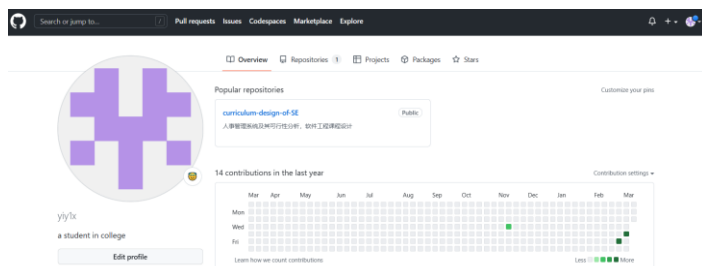 Search or jump to... / Pull requests Issues Codespaces Marketplace Explore
Overview Repositories 1 Projects Packages Stars
Popular repositories Customize your pins
curriculum-design-of-SE Public
人事管理系统及其可行性分析，软件工程课程设计
14 contributions in the last year Contribution settings
Mar Apr May Jun Jul Aug Sep Oct Nov Dec Jan Feb Mar
Mon
Wed
Fri
Learn how we count contributions Less More
yiy1x
a student in college
Edit profile